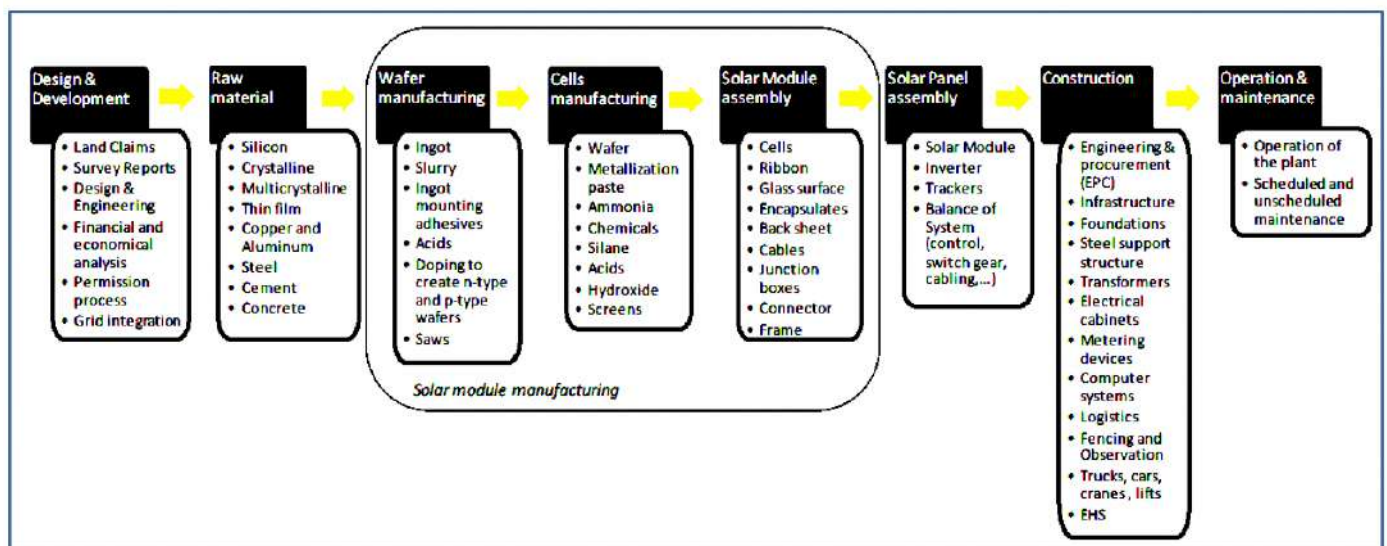 Design &
Development
• Land Claims
• Survey Reports
• Design &
Engineering
• Financial and
economical
analysis
• Permission
process
• Grid integration
Raw
material
• Silicon
• Crystalline
• Multicrystalline
• Thin film
• Copper and
Aluminum
• Steel
• Cement
• Concrete
Wafer
manufacturing
• Ingot
• Slurry
• Ingot
mounting
adhesives
• Acids
• Doping to
create n-type
and p-type
wafers
• Saws
Cells
manufacturing
• Wafer
• Metallization
paste
• Ammonia
• Chemicals
• Silane
• Acids
• Hydroxide
• Screens
Solar Module
assembly
• Cells
• Ribbon
• Glass surface
• Encapsulates
• Back sheet
• Cables
• Junction
boxes
• Connector
• Frame
Solar module manufacturing
Solar Panel
assembly
• Solar Module
• Inverter
• Trackers
• Balance of
System
(control,
switch gear,
cabling,...)
Construction
• Engineering &
procurement
(EPC)
• Infrastructure
• Foundations
• Steel support
structure
• Transformers
• Electrical
cabinets
• Metering
devices
• Computer
systems
• Logistics
• Fencing and
Observation
• Trucks, cars,
cranes , lifts
• EHS
Operation &
maintenance
• Operation of
the plant
• Scheduled and
unscheduled
maintenance